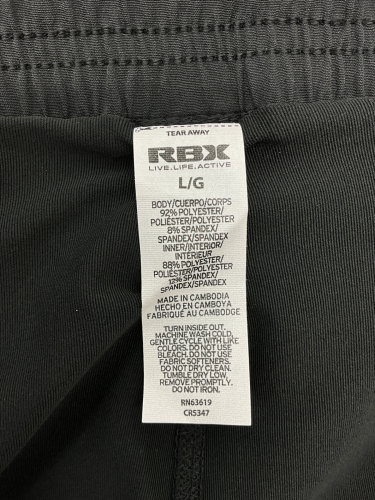 TEAR AWAY
RBX
LIVE.LIFE.ACTIVE
L/G
BODY/CUERPO/CORPS
92% POLYESTER/
POLIÉSTER/POLYESTER
8% SPANDEX/
SPANDEX/SPANDEX
INNER/INTERIOR/
INTÉRIEUR
88% POLYESTER/
POLIÉSTER/POLYESTER
12% SPANDEX/
SPANDEX/SPANDEX
MADE IN CAMBODIA
HECHO EN CAMBOYA
FABRIQUÉ AU CAMBODGE
TURN INSIDE OUT.
MACHINE WASH COLD,
GENTLE CYCLE WITH LIKE
COLORS. DO NOT USE
BLEACH. DO NOT USE FABRIC
SOFTENERS.
DO NOT DRY CLEAN.
TUMBLE DRY LOW,
REMOVE PROMPTLY.
DO NOT IRON.
RN63619
CR5347